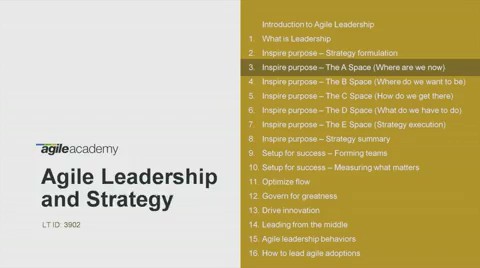 agileacademy
Agile Leadership
and Strategy
LT ID 3902
Introduction to Agile Leadership
1. What is Leadership
2. Inspire purpose – Strategy formulation
3. Inspire purpose – The A Space (Where are we now)
4 Inspire purpose – The B Space (Where do we want to be)
5. Inspire purpose – The C Space (How do we get there)
6. Inspire purpose – The D Space (What do we have to do)
7. Inspire purpose – The E Space (Strategy execution)
8 Inspire purpose – Strategy summary
9. Setup for success – Forming teams
10. Setup for success – Measuring what matters
11 Optimize flow
12. Govern for greatness
13. Drive innovation
14. Leading from the middle
15. Agile leadership behaviors
16. How to lead agile adoptions